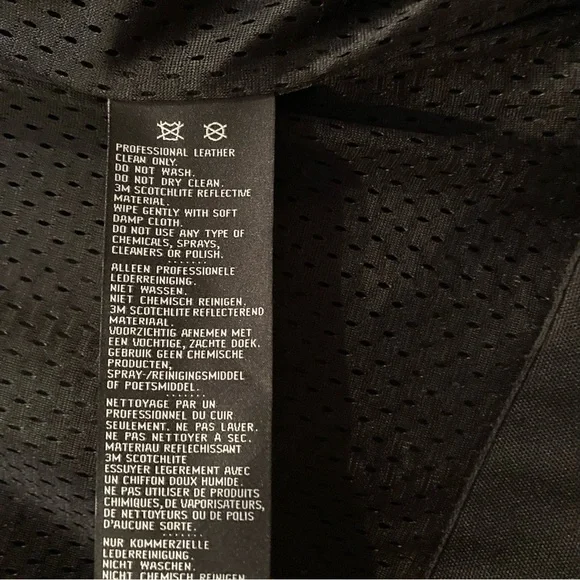 PROFESSIONAL LEATHER
CLEAN ONLY.
DO NOT WASH.
DO NOT DRY CLEAN.
3M SCOTCHLITE REFLECTIVE
MATERIAL.
WIPE GENTLY WITH SOFT
DAMP CLOTH.
DO NOT USE ANY TYPE OF
CHEMICALS, SPRAYS,
CLEANERS OR POLISH.
.......
ALLEEN PROFESSIONELE
LEDERREINIGING.
NIET WASSEN.
NIET CHEMISCH REINIGEN.
3M SCOTCHLITE REFLECTEREND
MATERIAAL.
VOORZICHTIG AFNEMEN MET
EEN VOCHTIGE, ZACHTE DOEK.
GEBRUIK GEEN CHEMISCHE
PRODUCTEN,
SPRAY-/REINIGINGSMIDDEL
OF POETSMIDDEL.
.......
NETTOYAGE PAR UN
PROFESSIONNEL DU CUIR
SEULEMENT. NE PAS LAVER.
NE PAS NETTOYER A SEC.
MATERIAU REFLECHISSANT
3M SCOTCHLITE
ESSUYER LEGEREMENT AVEC
UN CHIFFON DOUX HUMIDE.
NE PAS UTILISER DE PRODUITS
CHIMIQUES, DE VAPORISATEURS,
DE NETTOYEURS OU DE POLIS
D'AUCUNE SORTE.
.......
NUR KOMMERZIELLE
LEDERREINIGUNG.
NICHT WASCHEN.
NICHT CHEMISCH REINIGEN